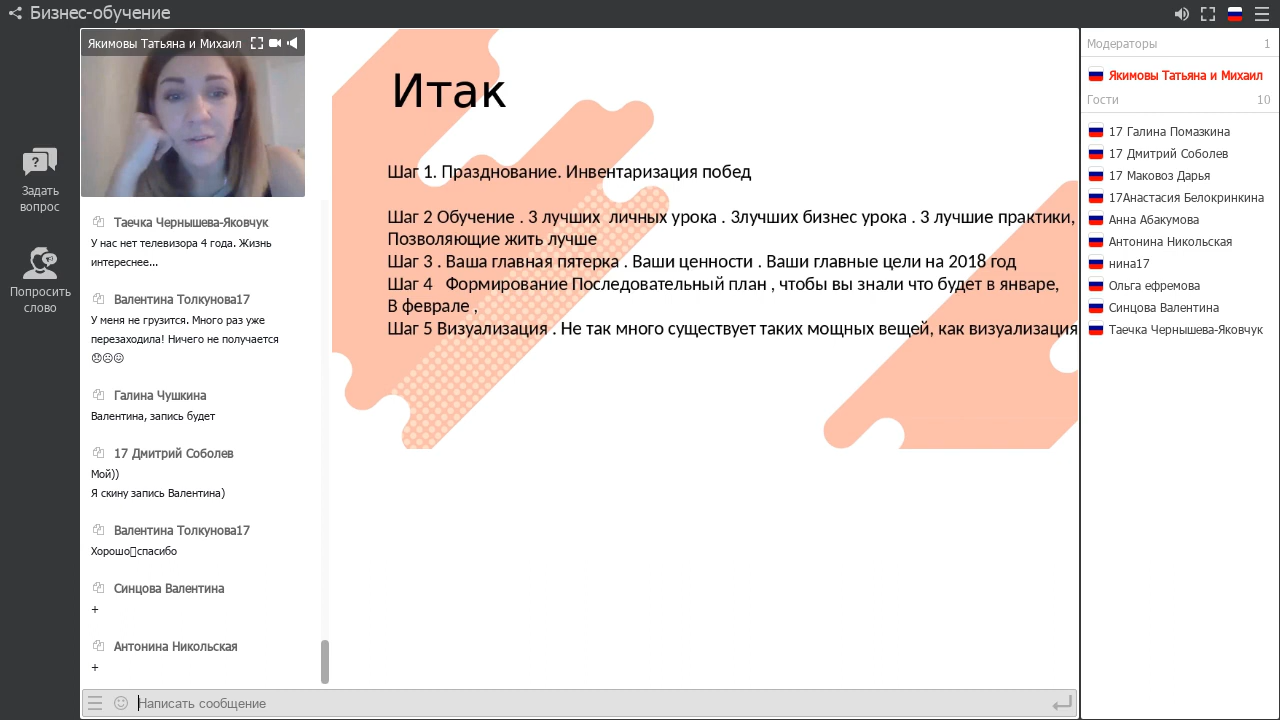 Бизнес-обучение
Якимовы Татьяна и Михаил
Задать
вопрос
Попросить
слово
Таечка Чернышева-Яковчук
У нас нет телевизора 4 года. Жизнь
интереснее...
Валентина Толкунова17
У меня не грузится. Много раз уже
перезаходила! Ничего не получается
☹☹☺
Галина Чушкина
Валентина, запись будет
17 Дмитрий Соболев
Мой))
Я скину запись Валентина)
Валентина Толкунова17
Хорошо▯спасибо
Синцова Валентина
+
Антонина Никольская
+
Написать сообщение
Итак
Шаг 1. Празднование. Инвентаризация побед
Шаг 2 Обучение . 3 лучших  личных урока . 3лучших бизнес урока . 3 лучшие практики,
Позволяющие жить лучше
Шаг 3 . Ваша главная пятерка . Ваши ценности . Ваши главные цели на 2018 год
Шаг 4   Формирование Последовательный план , чтобы вы знали что будет в январе,
В феврале ,
Шаг 5 Визуализация . Не так много существует таких мощных вещей, как визуализация
Модераторы 1
Якимовы Татьяна и Михаил
Гости 10
17 Галина Помазкина
17 Дмитрий Соболев
17 Маковоз Дарья
17Анастасия Белокринкина
Анна Абакумова
Антонина Никольская
нина17
Ольга ефремова
Синцова Валентина
Таечка Чернышева-Яковчук